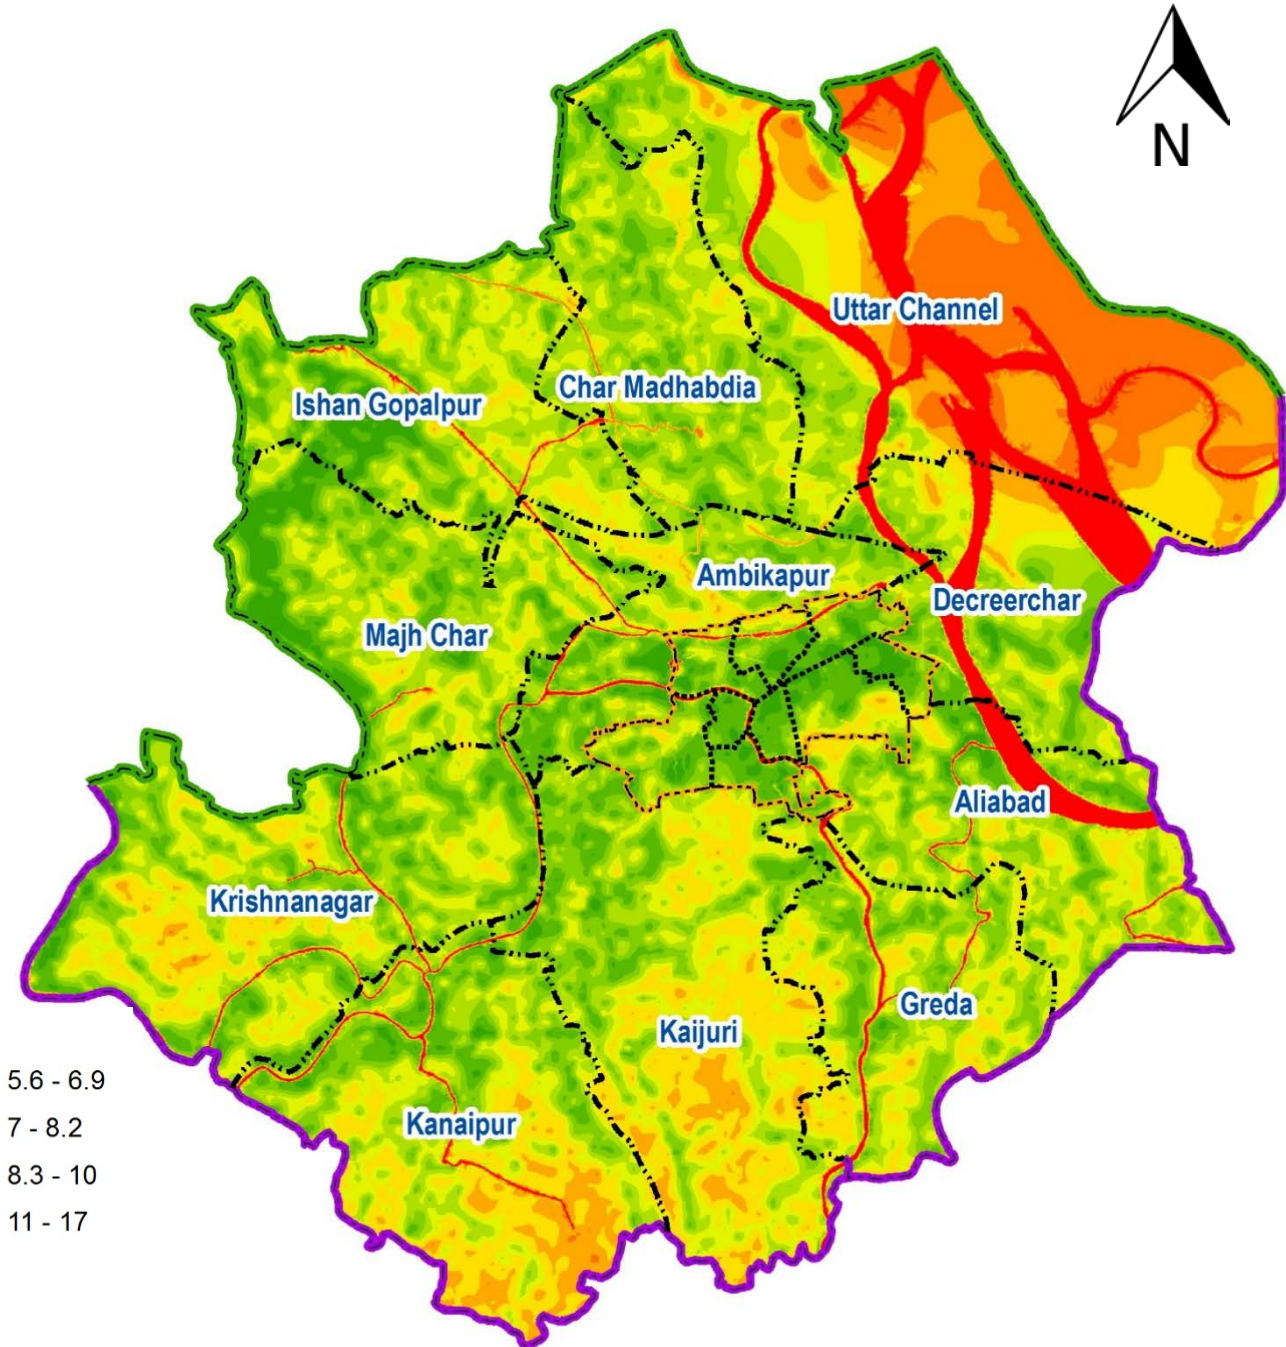 N
Uttar Channel
Char Madhabdia
Ishan Gopalpur
Ambikapur
Decreerchar
Majh Char
Aliabad
Krishnanagar
Greda
Kaijuri
Kanaipur
5.6 - 6.9
7 - 8.2
8.3 - 10
11 - 17